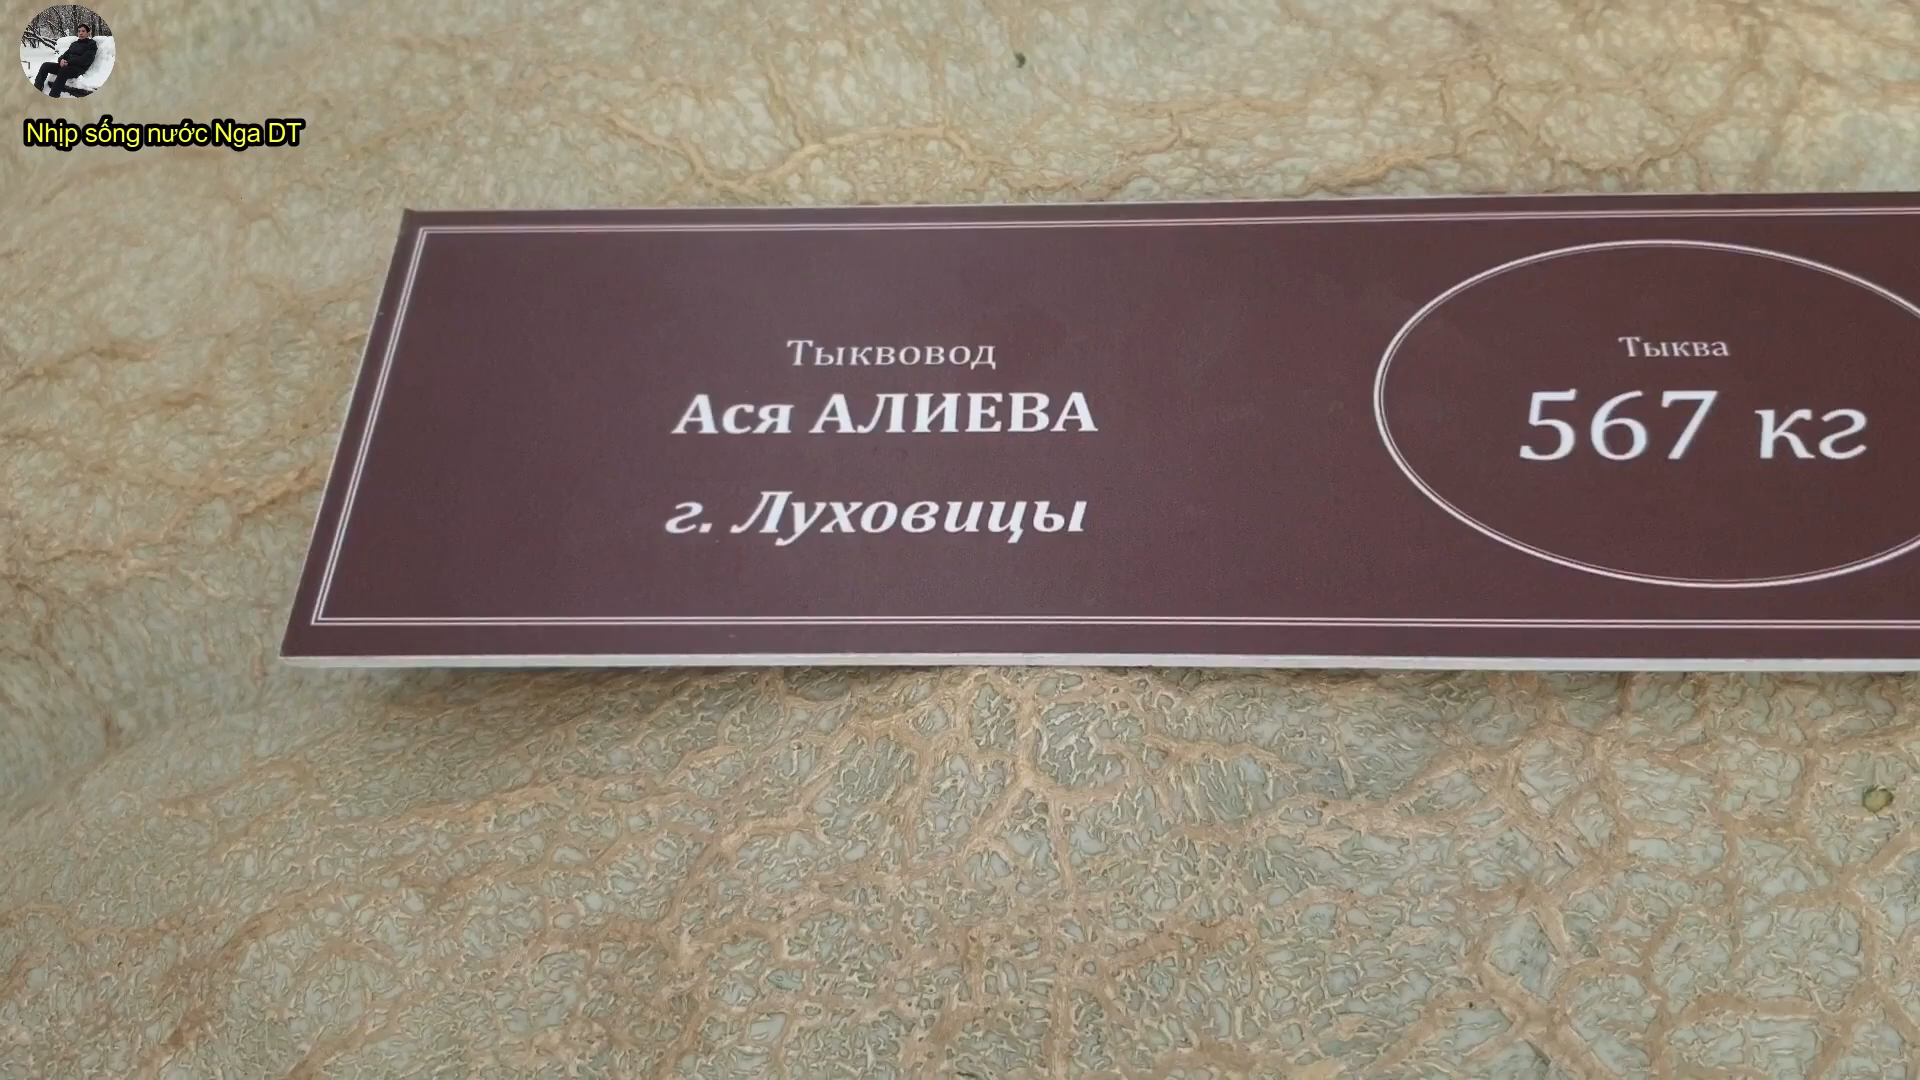 Nhịp sống nước Nga DT
Тыквовод
Ася АЛИЕВА
г. Луховицы
Тыква
567 кг